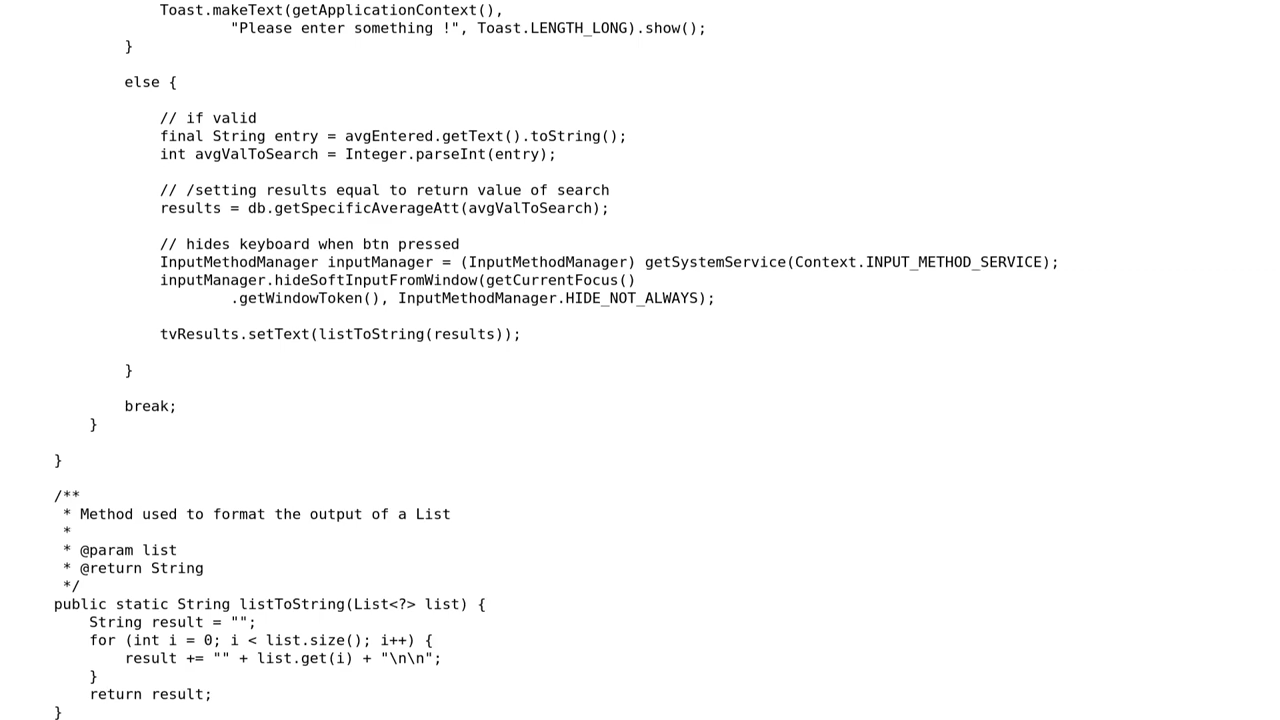 Toast.makeText(getApplicationContext(),
                    "Please enter something !", Toast.LENGTH_LONG).show();
        }
        else {
            // if valid
            final String entry = avgEntered.getText().toString();
            int avgValToSearch = Integer.parseInt(entry);
            // /setting results equal to return value of search
            results = db.getSpecificAverageAtt(avgValToSearch);
            // hides keyboard when btn pressed
            InputMethodManager inputManager = (InputMethodManager) getSystemService(Context.INPUT_METHOD_SERVICE);
            inputManager.hideSoftInputFromWindow(getCurrentFocus()
                    .getWindowToken(), InputMethodManager.HIDE_NOT_ALWAYS);
            tvResults.setText(listToString(results));
        }
        break;
    }
}
/**
 * Method used to format the output of a List
 *
 * @param list
 * @return String
 */
public static String listToString(List<?> list) {
    String result = "";
    for (int i = 0; i < list.size(); i++) {
        result += "" + list.get(i) + "\n\n";
    }
    return result;
}